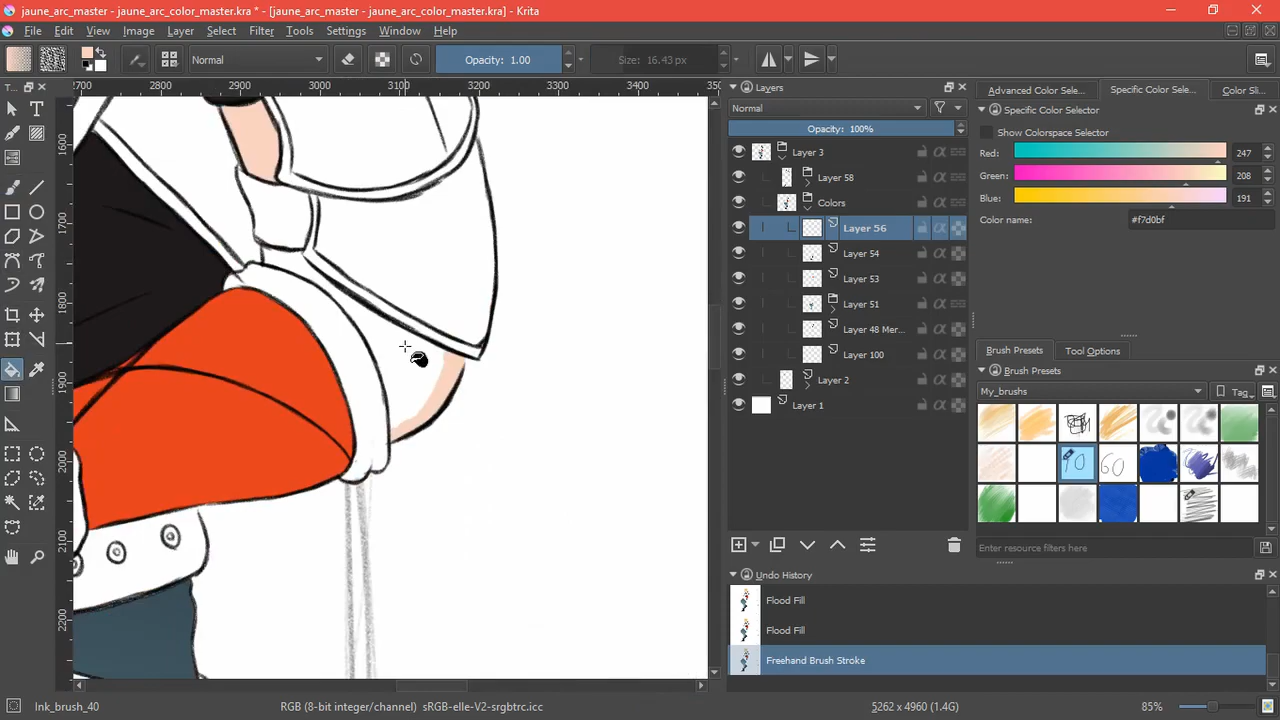 jaune_arc_master - jaune_arc_color_master.kra * - [jaune_arc_master - jaune_arc_color_master.kra] - Krita
File Edit View Image Layer Select Filter Tools Settings Window Help
Normal
Opacity: 1.00
Size: 16.43 px
2700 2800 2900 3000 3100 3200 3300 3400 350
1600
1700
1800
1900
2000
2100
2200
Layers
Normal
Opacity: 100%
Layer 3
Layer 58
Colors
Layer 56
Layer 54
Layer 53
Layer 51
Layer 48 Mer...
Layer 100
Layer 2
Layer 1
Undo History
Flood Fill
Flood Fill
Freehand Brush Stroke
Advanced Color Sele... Specific Color Selec... Color Sli...
Specific Color Selector
Show Colorspace Selector
Red: 247
Green: 208
Blue: 191
Color name: #f7d0bf
Brush Presets Tool Options
Brush Presets
My_brushs
Tag
Enter resource filters here
Ink_brush_40
RGB (8-bit integer/channel) sRGB-elle-V2-srgbtrc.icc
5262 x 4960 (1.4G)
85%